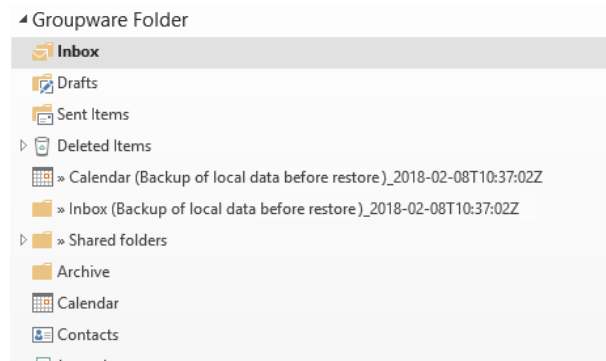 Groupware Folder
Inbox
Drafts
Sent Items
Deleted Items
» Calendar (Backup of local data before restore)_2018-02-08T10:37:02Z
» Inbox (Backup of local data before restore)_2018-02-08T10:37:02Z
» Shared folders
Archive
Calendar
Contacts